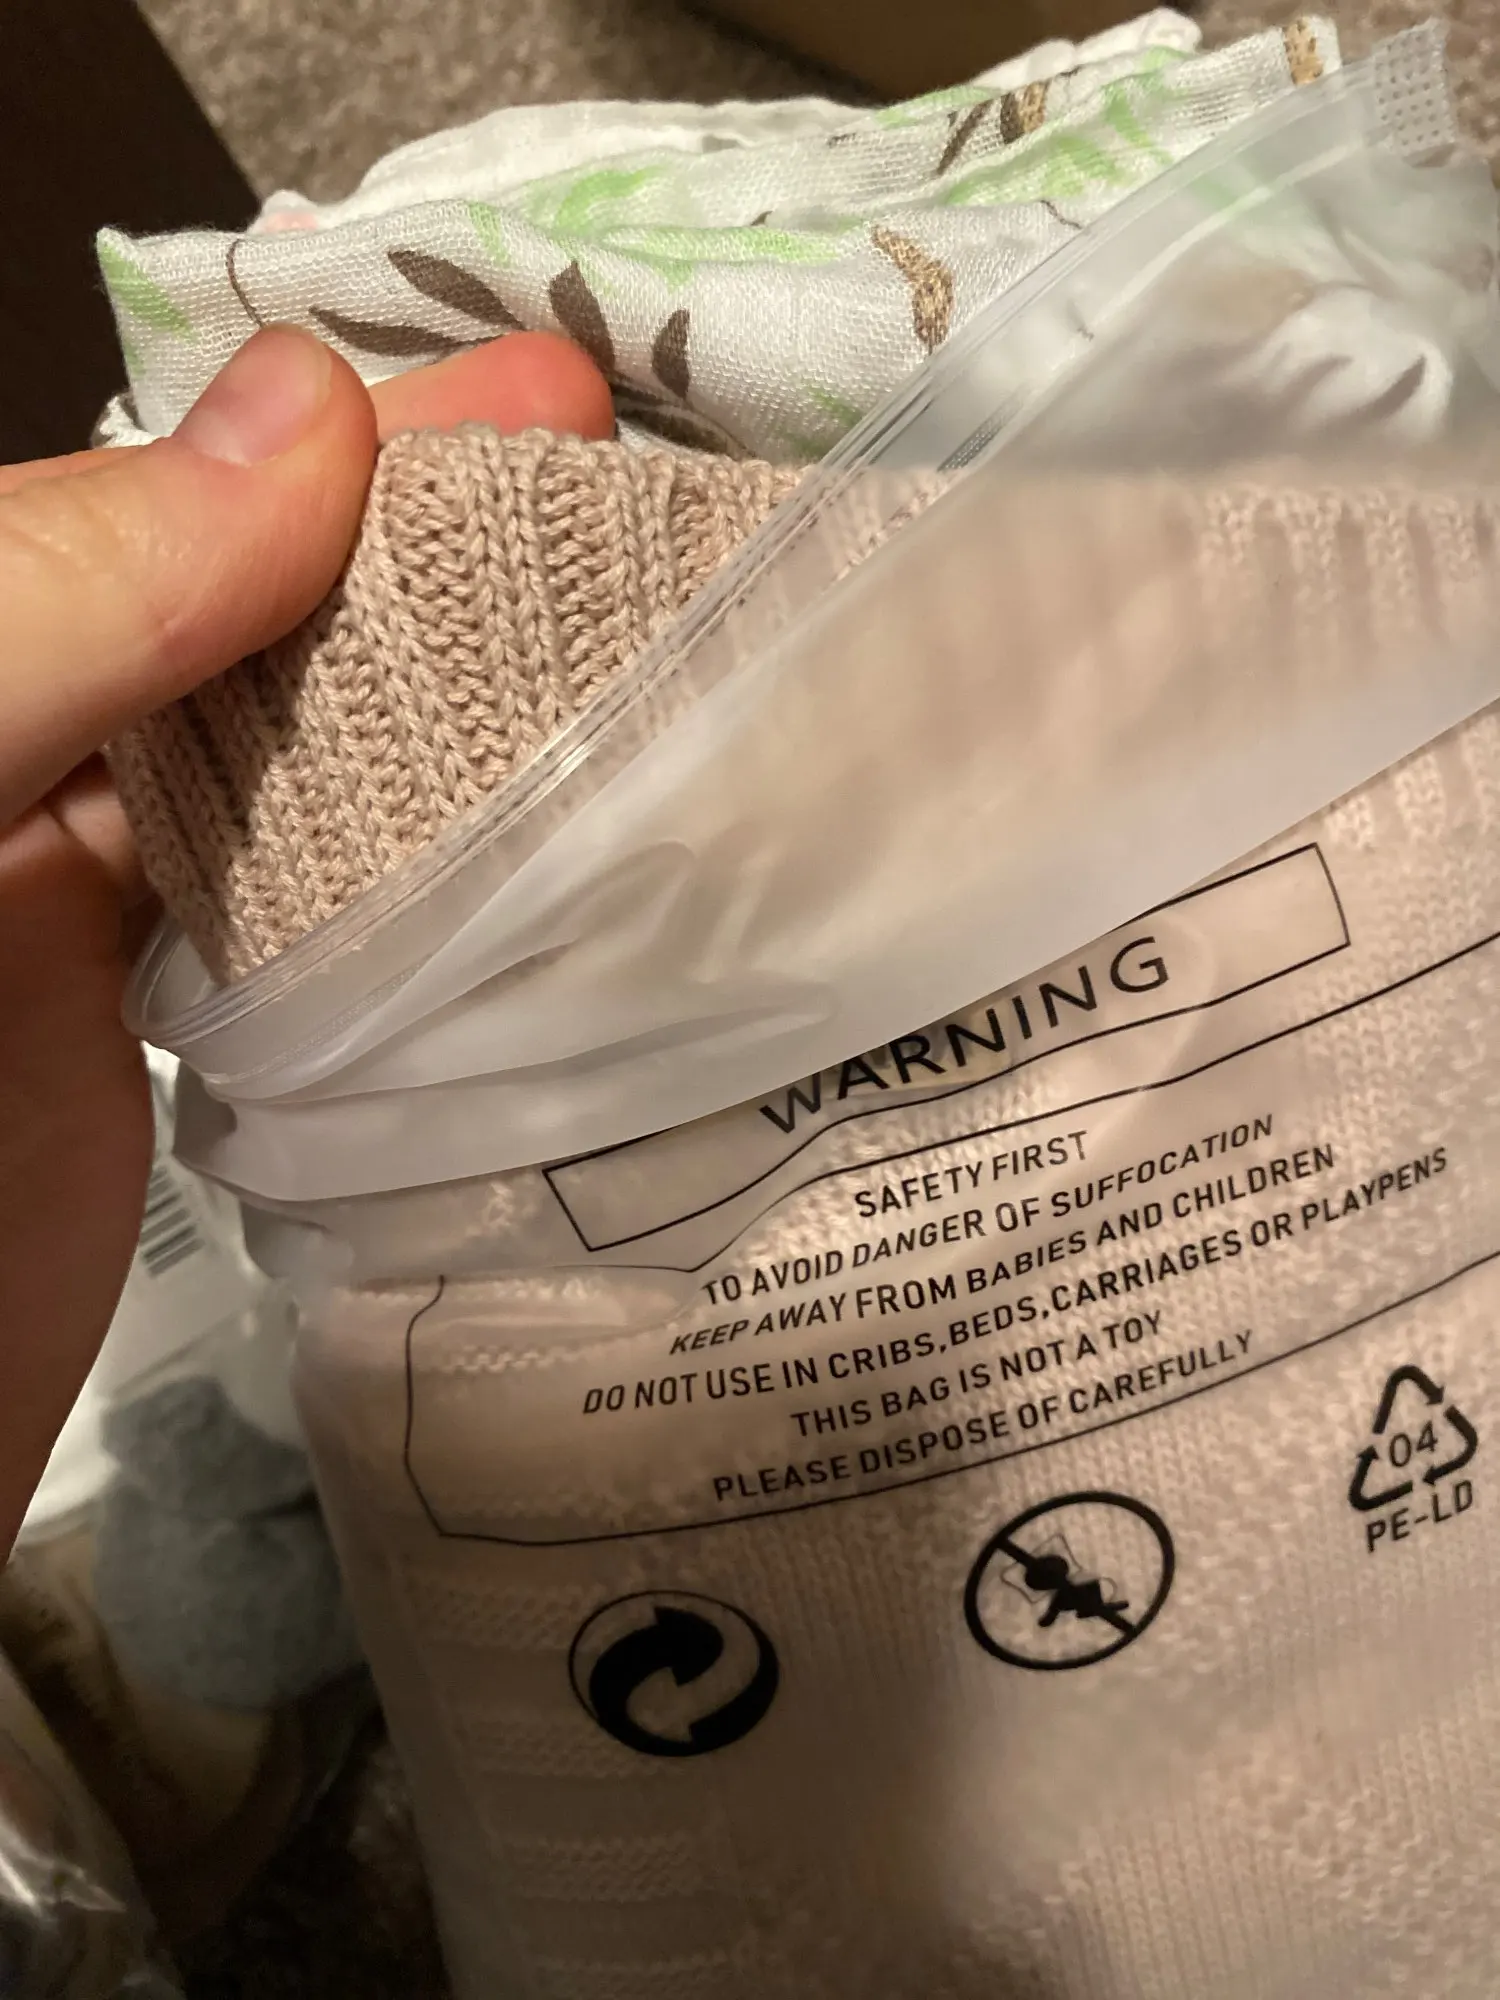 WARNING
SAFETY FIRST
TO AVOID DANGER OF SUFFOCATION
KEEP AWAY FROM BABIES AND CHILDREN
DO NOT USE IN CRIBS,BEDS,CARRIAGES OR PLAYPENS
THIS BAG IS NOT A TOY
PLEASE DISPOSE OF CAREFULLY
04
PE-LD